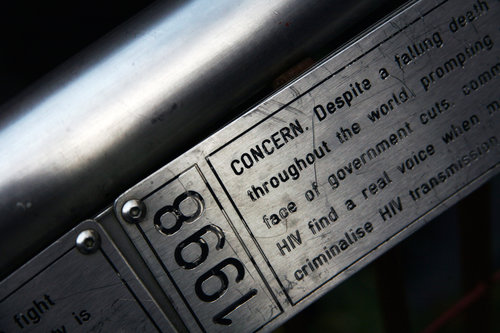 fight
is
1998
CONCERN. Despite a falling death
throughout the world, prompting
face of government cuts,
HIV find a real voice when
criminalise HIV transmission